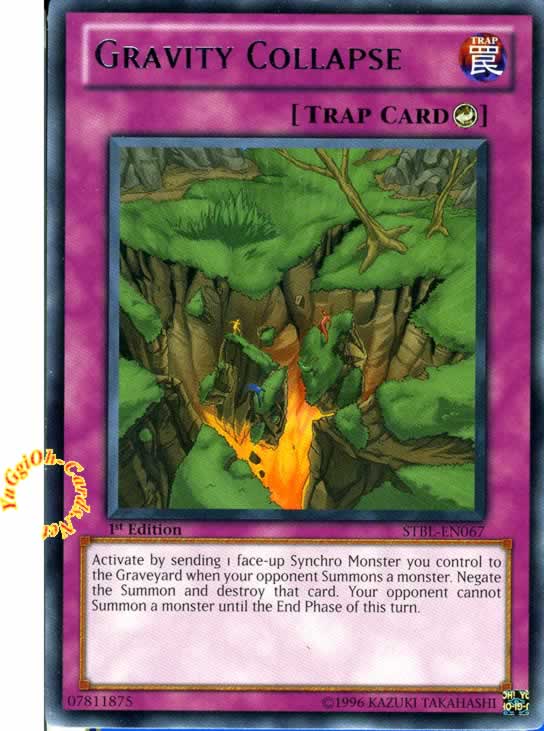 GRAVITY COLLAPSE
TRAP
罠
[TRAP CARD]
1st Edition
STBL-EN067
Activate by sending 1 face-up Synchro Monster you control
to the Graveyard when your opponent Summons a monster. Negate
the Summon and destroy that card. Your opponent cannot
Summon a monster until the End Phase of this turn.
07811875
©1996 KAZUKI TAKAHASHI
YuGgiOh-Cards.Net